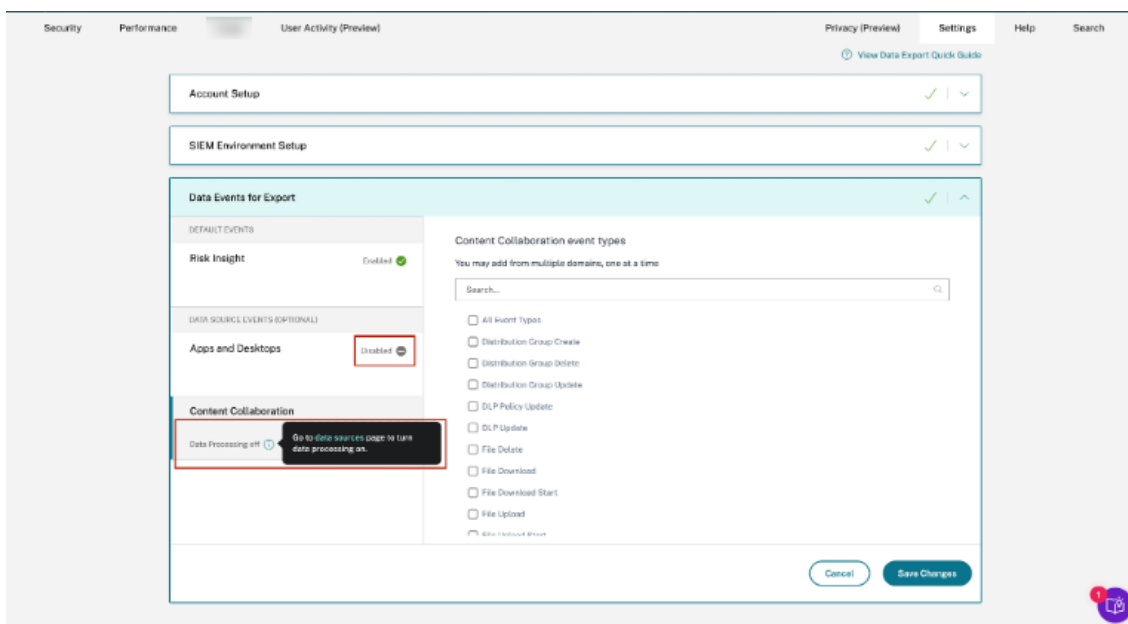 Security Performance User Activity (Preview) Privacy (Preview) Settings Help Search
View Data Export Quick Guide
Account Setup
SIEM Environment Setup
Data Events for Export
DEFAULT EVENTS
Risk Insight Enabled
DATA SOURCE EVENTS (OPTIONAL)
Apps and Desktops Disabled
Content Collaboration
Data Processing off
Go to data sources page to turn
data processing on.
Content Collaboration event types
You may add from multiple domains, one at a time
Search...
All Event Types
Distribution Group Create
Distribution Group Delete
Distribution Group Update
DLP Policy Update
DLP Update
File Delete
File Download
File Download Start
File Upload
File Upload Start
Cancel Save Changes
1